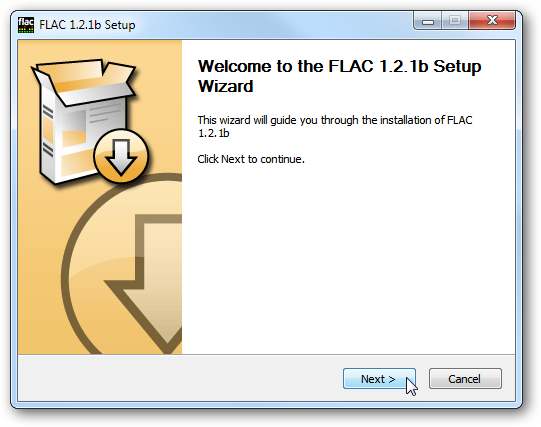 flac
FLAC 1.2.1b Setup
Welcome to the FLAC 1.2.1b Setup
Wizard
This wizard will guide you through the installation of FLAC
1.2.1b
Click Next to continue.
Next >
Cancel